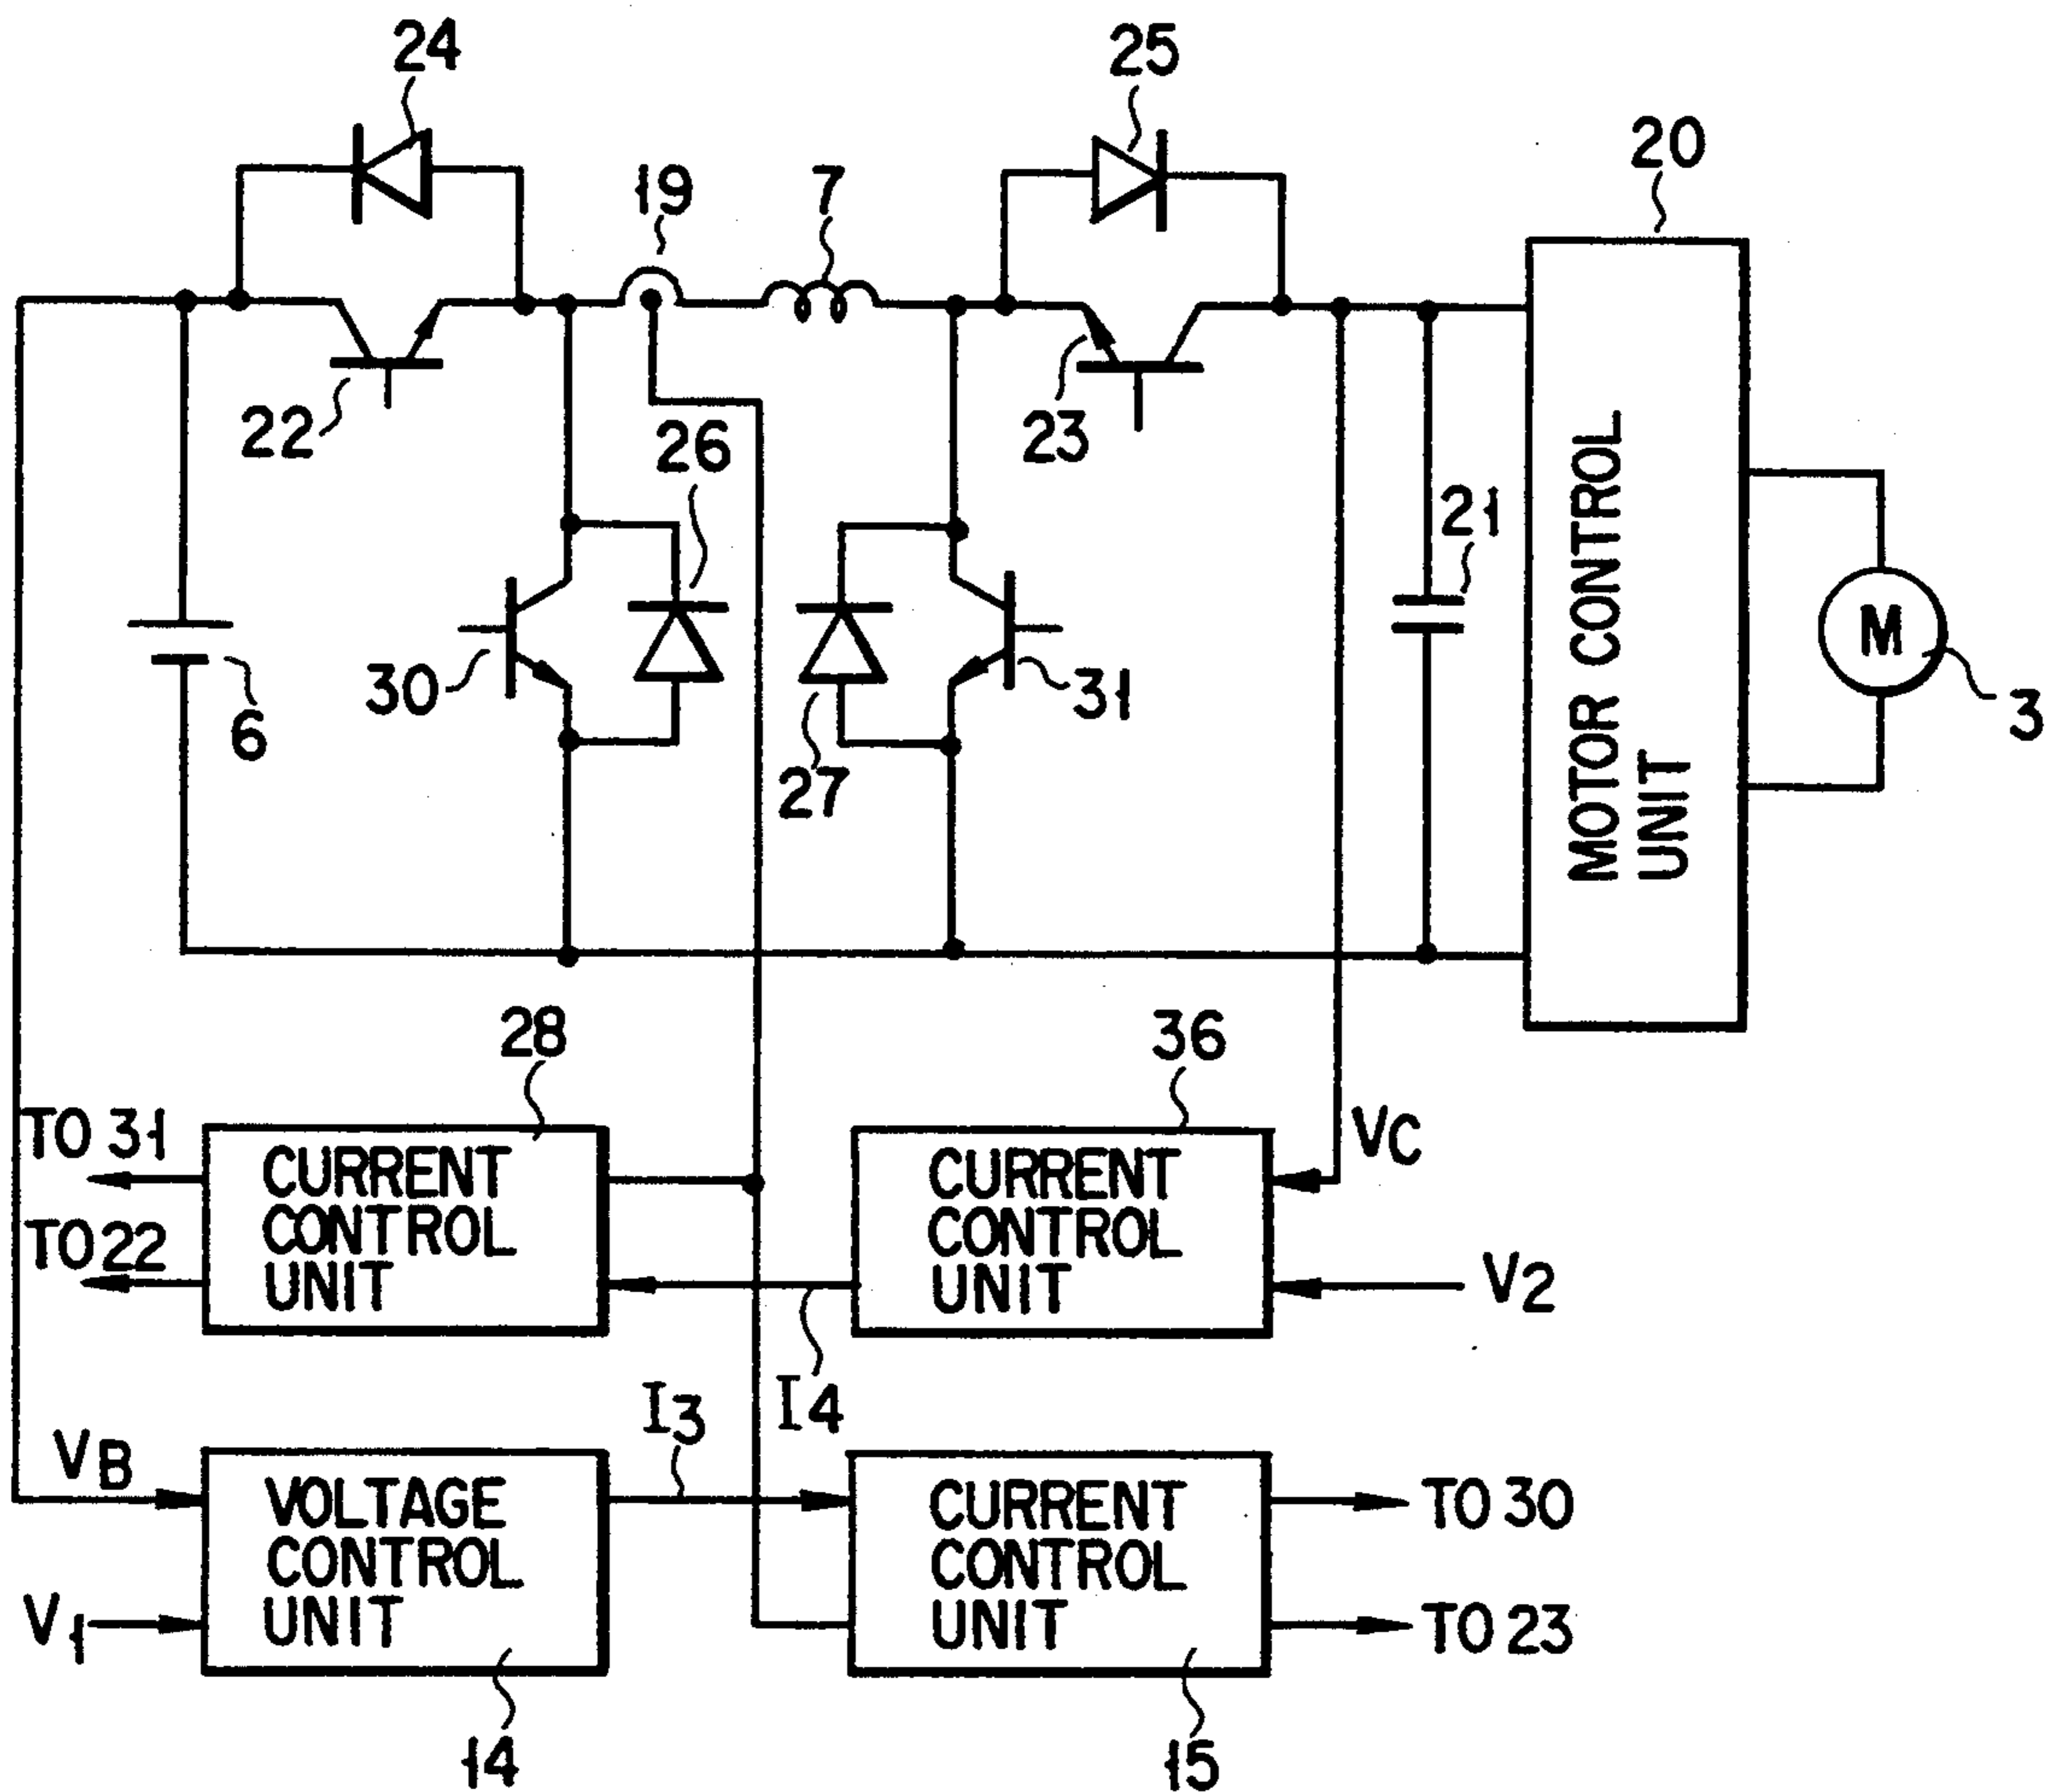 24
25
20
19
7
22
26
23
21
MOTOR CONTROL
UNIT
M
3
30
31
6
27
28
36
TO 31
CURRENT
CONTROL
UNIT
TO 22
CURRENT
CONTROL
UNIT
VC
V2
I3
I4
VB
VOLTAGE
CONTROL
UNIT
V1
CURRENT
CONTROL
UNIT
TO 30
TO 23
14
15